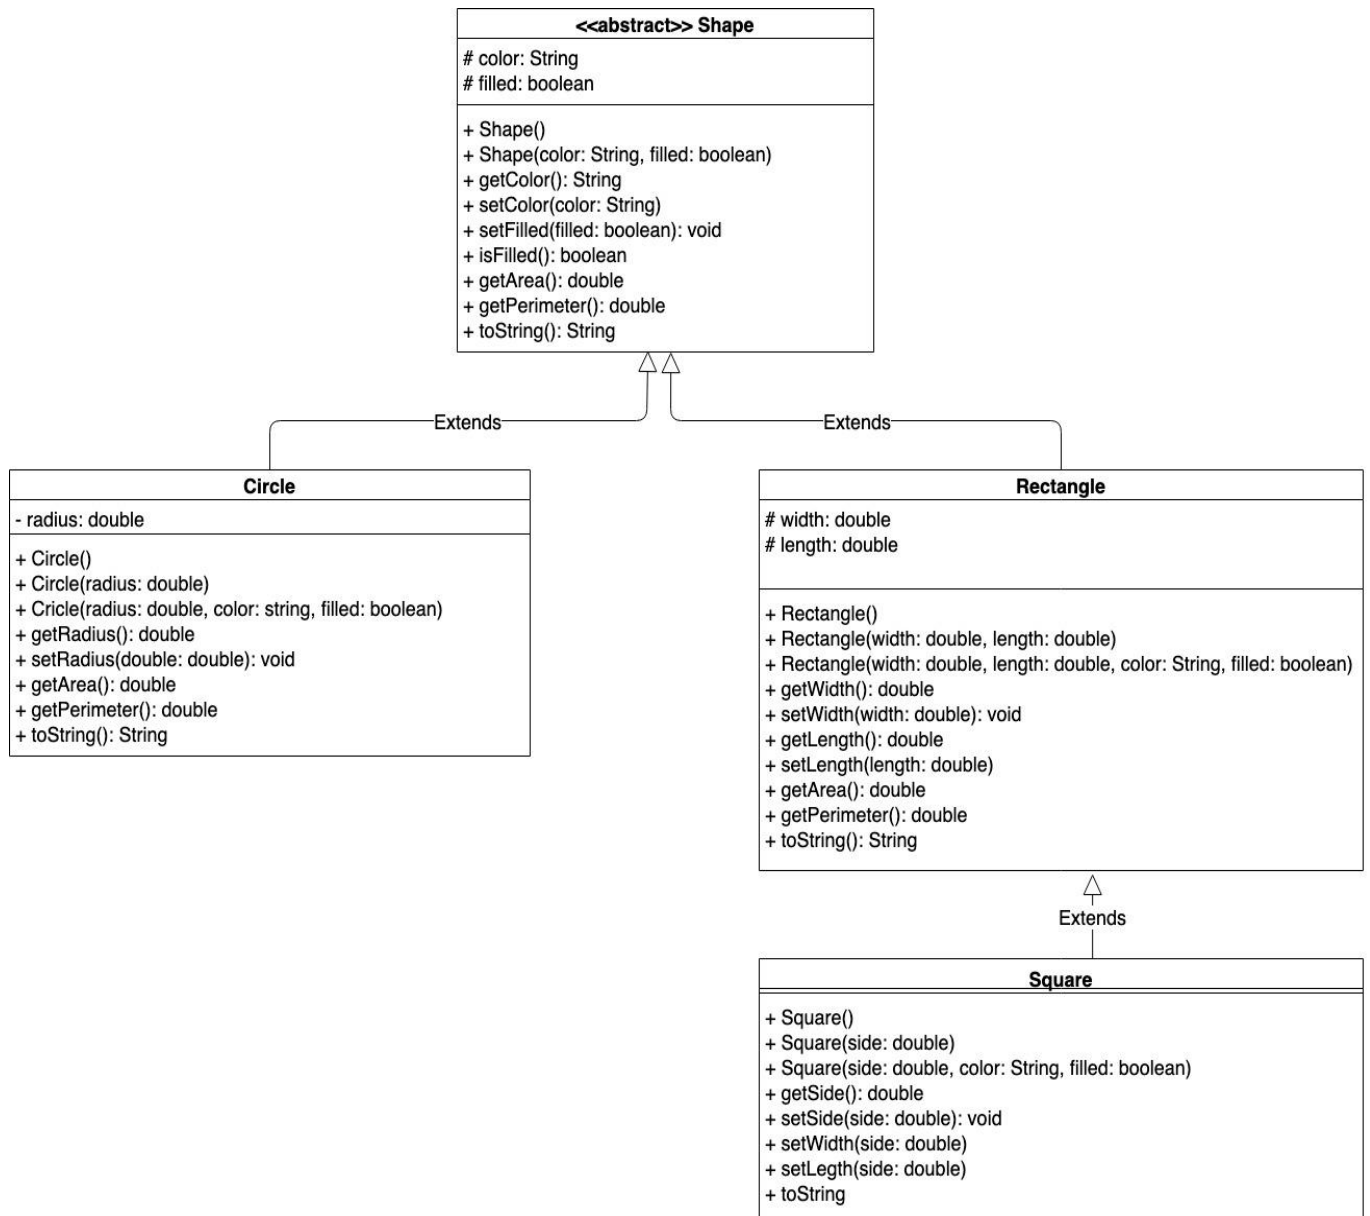 <<abstract>> Shape
# color: String
# filled: boolean
+ Shape()
+ Shape(color: String, filled: boolean)
+ getColor(): String
+ setColor(color: String)
+ setFilled(filled: boolean): void
+ isFilled(): boolean
+ getArea(): double
+ getPerimeter(): double
+ toString(): String
Extends
Extends
Circle
- radius: double
+ Circle()
+ Circle(radius: double)
+ Cricle(radius: double, color: string, filled: boolean)
+ getRadius(): double
+ setRadius(double: double): void
+ getArea(): double
+ getPerimeter(): double
+ toString(): String
Rectangle
# width: double
# length: double
+ Rectangle()
+ Rectangle(width: double, length: double)
+ Rectangle(width: double, length: double, color: String, filled: boolean)
+ getWidth(): double
+ setWidth(width: double): void
+ getLength(): double
+ setLength(length: double)
+ getArea(): double
+ getPerimeter(): double
+ toString(): String
Extends
Square
+ Square()
+ Square(side: double)
+ Square(side: double, color: String, filled: boolean)
+ getSide(): double
+ setSide(side: double): void
+ setWidth(side: double)
+ setLegth(side: double)
+ toString